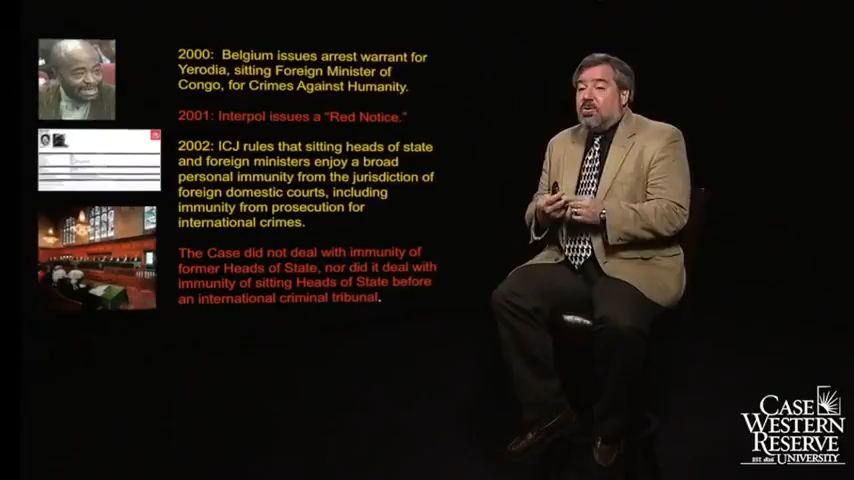 2000: Belgium issues arrest warrant for
Yerodia, sitting Foreign Minister of
Congo, for Crimes Against Humanity.
2001: Interpol issues a “Red Notice.”
2002: ICJ rules that sitting heads of state
and foreign ministers enjoy a broad
personal immunity from the jurisdiction of
foreign domestic courts, including
immunity from prosecution for
international crimes.
The Case did not deal with immunity of
former Heads of State, nor did it deal with
immunity of sitting Heads of State before
an international criminal tribunal.
CASE
WESTERN
RESERVE
EST. 1826 UNIVERSITY